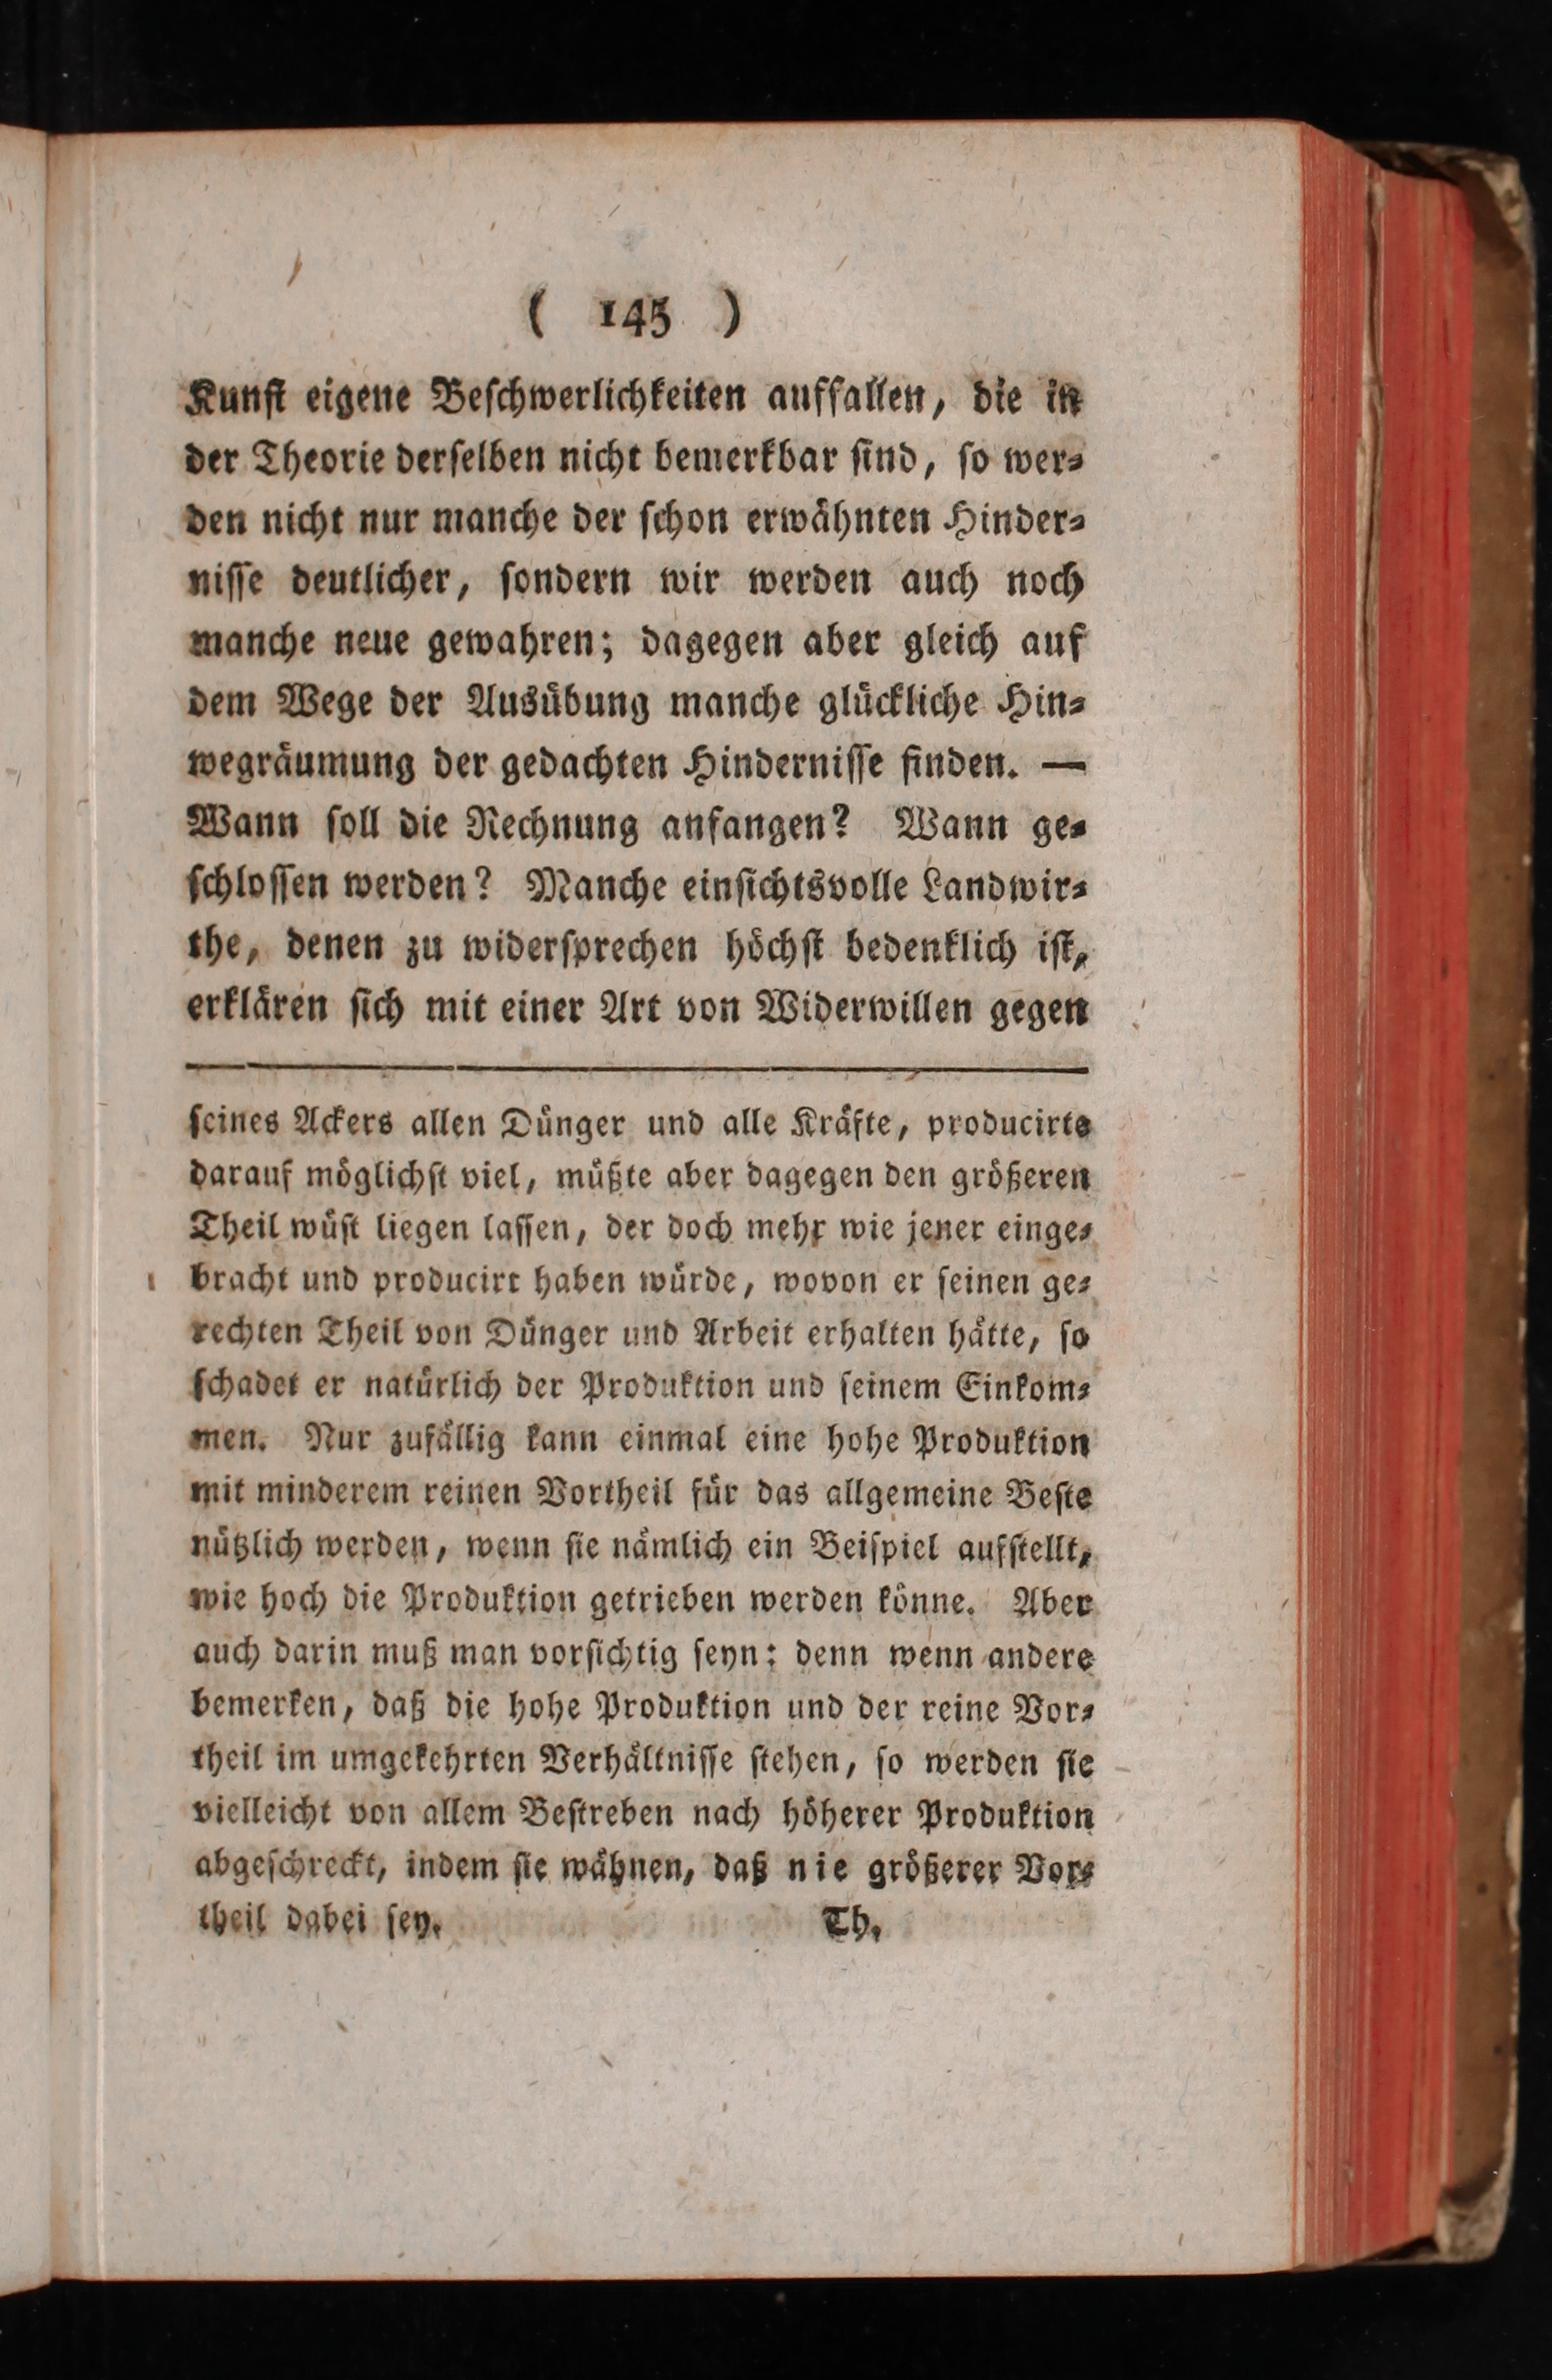 ( 145 )
Kunſt eigene Beſchwerlichkeiten auffallen, die in
der Theorie derſelben nicht bemerkbar ſind, ſo wer⸗
den nicht nur manche der ſchon erwähnten Hinder⸗
niſſe deutlicher, ſondern wir werden auch noch
manche neue gewahren; dagegen aber gleich auf
dem Wege der Ausübung manche glückliche Hin⸗
wegräumung der gedachten Hinderniſſe finden. —
Wann ſoll die Rechnung anfangen? Wann ge⸗
ſchloſſen werden? Manche einſichtsvolle Landwir⸗
the, denen zu widerſprechen höchſt bedenklich iſt,
erklären ſich mit einer Art von Widerwillen gegen
ſeines Ackers allen Dünger und alle Kräfte, producirte
darauf möglichſt viel, müßte aber dagegen den größeren
Theil wüſt liegen laſſen, der doch mehr wie jener einge⸗
bracht und producirt haben würde, wovon er ſeinen ge⸗
rechten Theil von Dünger und Arbeit erhalten hätte, ſo
ſchadet er natürlich der Produktion und ſeinem Einkom⸗
men. Nur zufällig kann einmal eine hohe Produktion
mit minderem reinen Vortheil für das allgemeine Beſte
nützlich werden, wenn ſie nämlich ein Beiſpiel aufſtellt,
wie hoch die Produktion getrieben werden könne. Aber
auch darin muß man vorſichtig ſeyn: denn wenn andere
bemerken, daß die hohe Produktion und der reine Vor⸗
theil im umgekehrten Verhältniſſe ſtehen, ſo werden ſie
vielleicht von allem Beſtreben nach höherer Produktion
abgeſchreckt, indem ſie wähnen, daß nie größerer Vor⸗
theil dabei ſey. Th.